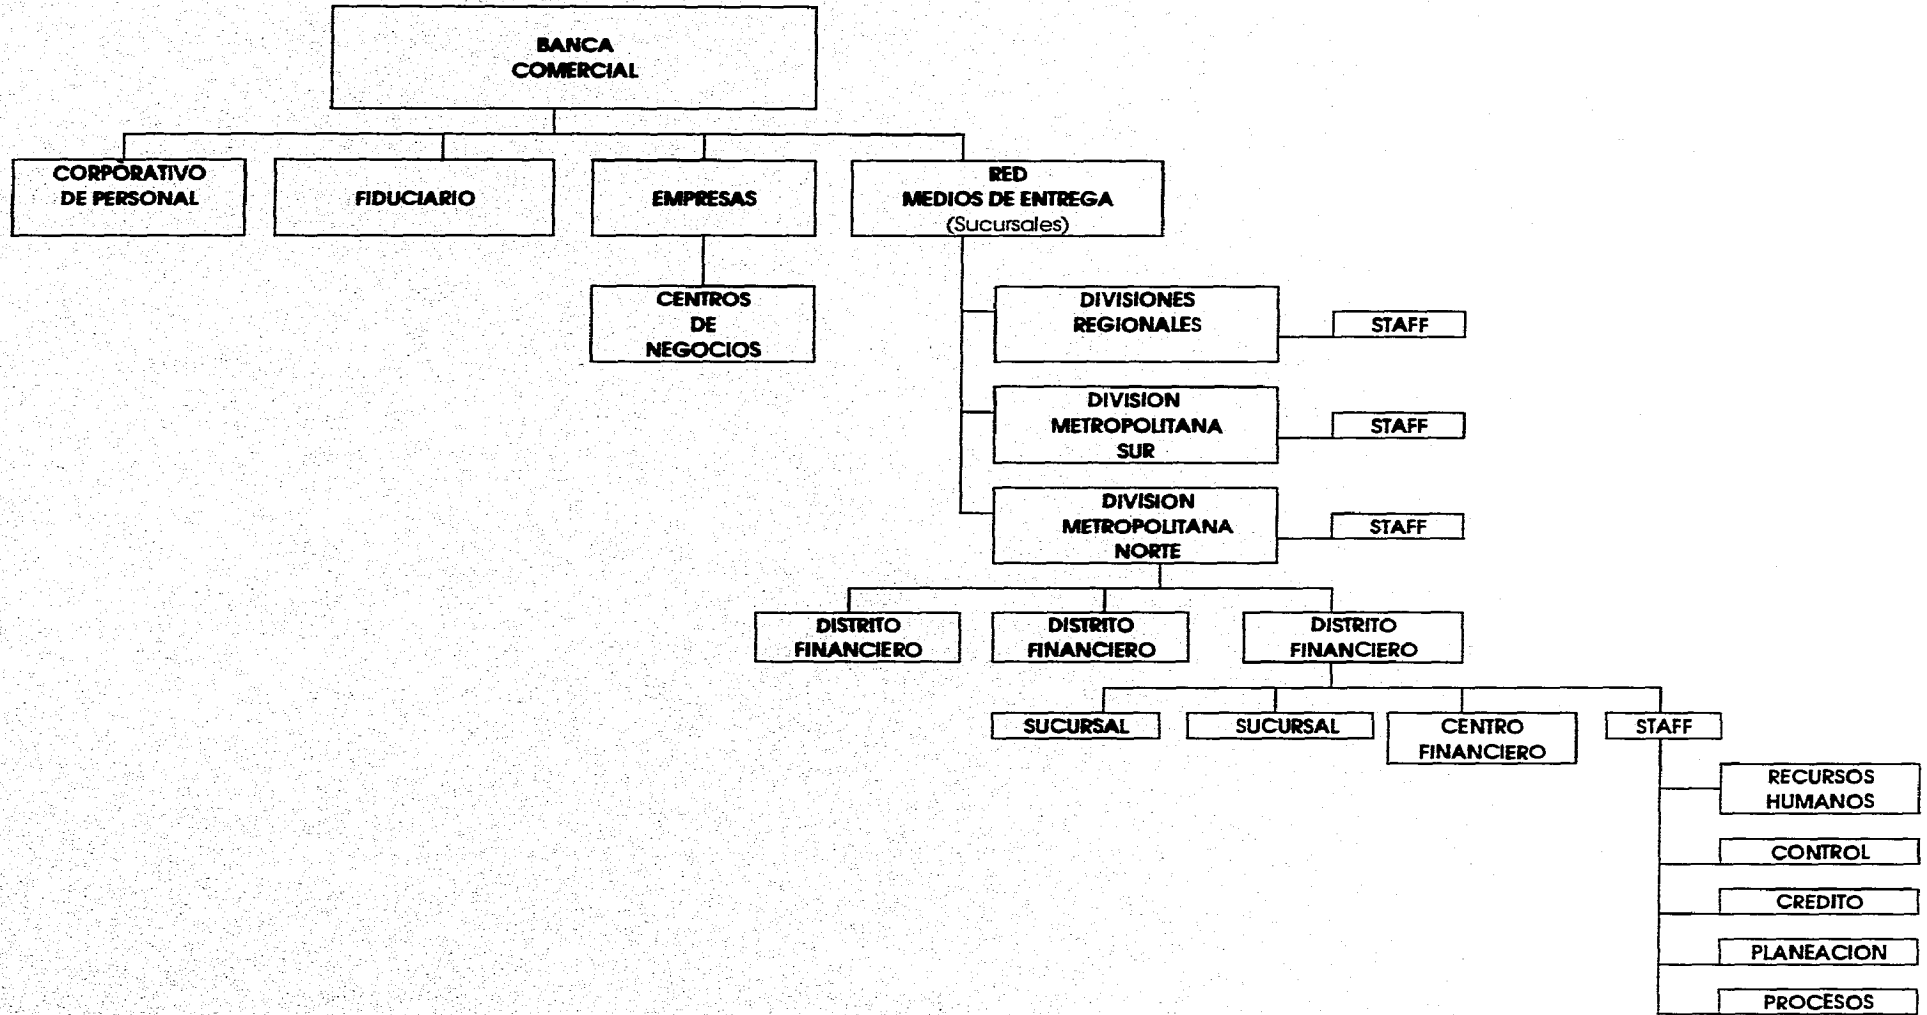 BANCA
COMERCIAL
CORPORATIVO
DE PERSONAL
FIDUCIARIO
EMPRESAS
RED
MEDIOS DE ENTREGA
(Sucursales)
CENTROS
DE
NEGOCIOS
DIVISIONES
REGIONALES
STAFF
DIVISION
METROPOLITANA
SUR
STAFF
DIVISION
METROPOLITANA
NORTE
STAFF
DISTRITO
FINANCIERO
DISTRITO
FINANCIERO
DISTRITO
FINANCIERO
SUCURSAL
SUCURSAL
CENTRO
FINANCIERO
STAFF
RECURSOS
HUMANOS
CONTROL
CREDITO
PLANEACION
PROCESOS